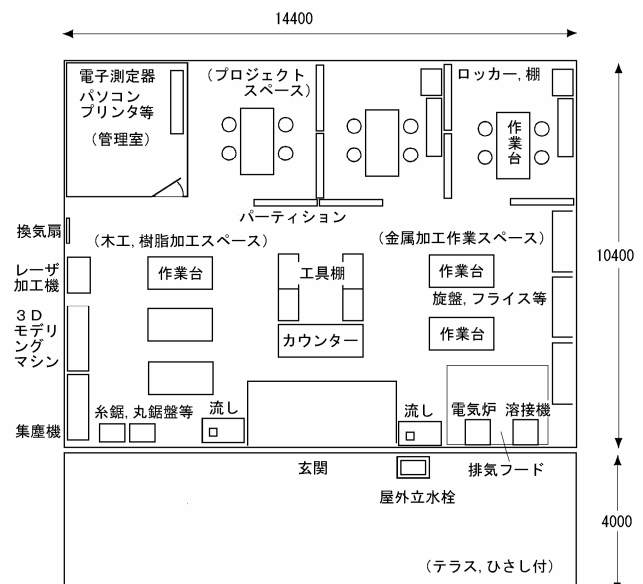 14400
電子測定器
パソコン
プリンタ等
（管理室）
（プロジェクト
スペース）
ロッカー, 棚
作業台
パーティション
換気扇
（木工, 樹脂加工スペース）
（金属加工作業スペース）
10400
レーザ
加工機
作業台
工具棚
作業台
旋盤, フライス等
３Ｄ
モデリ
ング
マシン
カウンター
作業台
糸鋸, 丸鋸盤等
流し
流し
電気炉
溶接機
集塵機
玄関
排気フード
屋外立水栓
4000
（テラス, ひさし付）